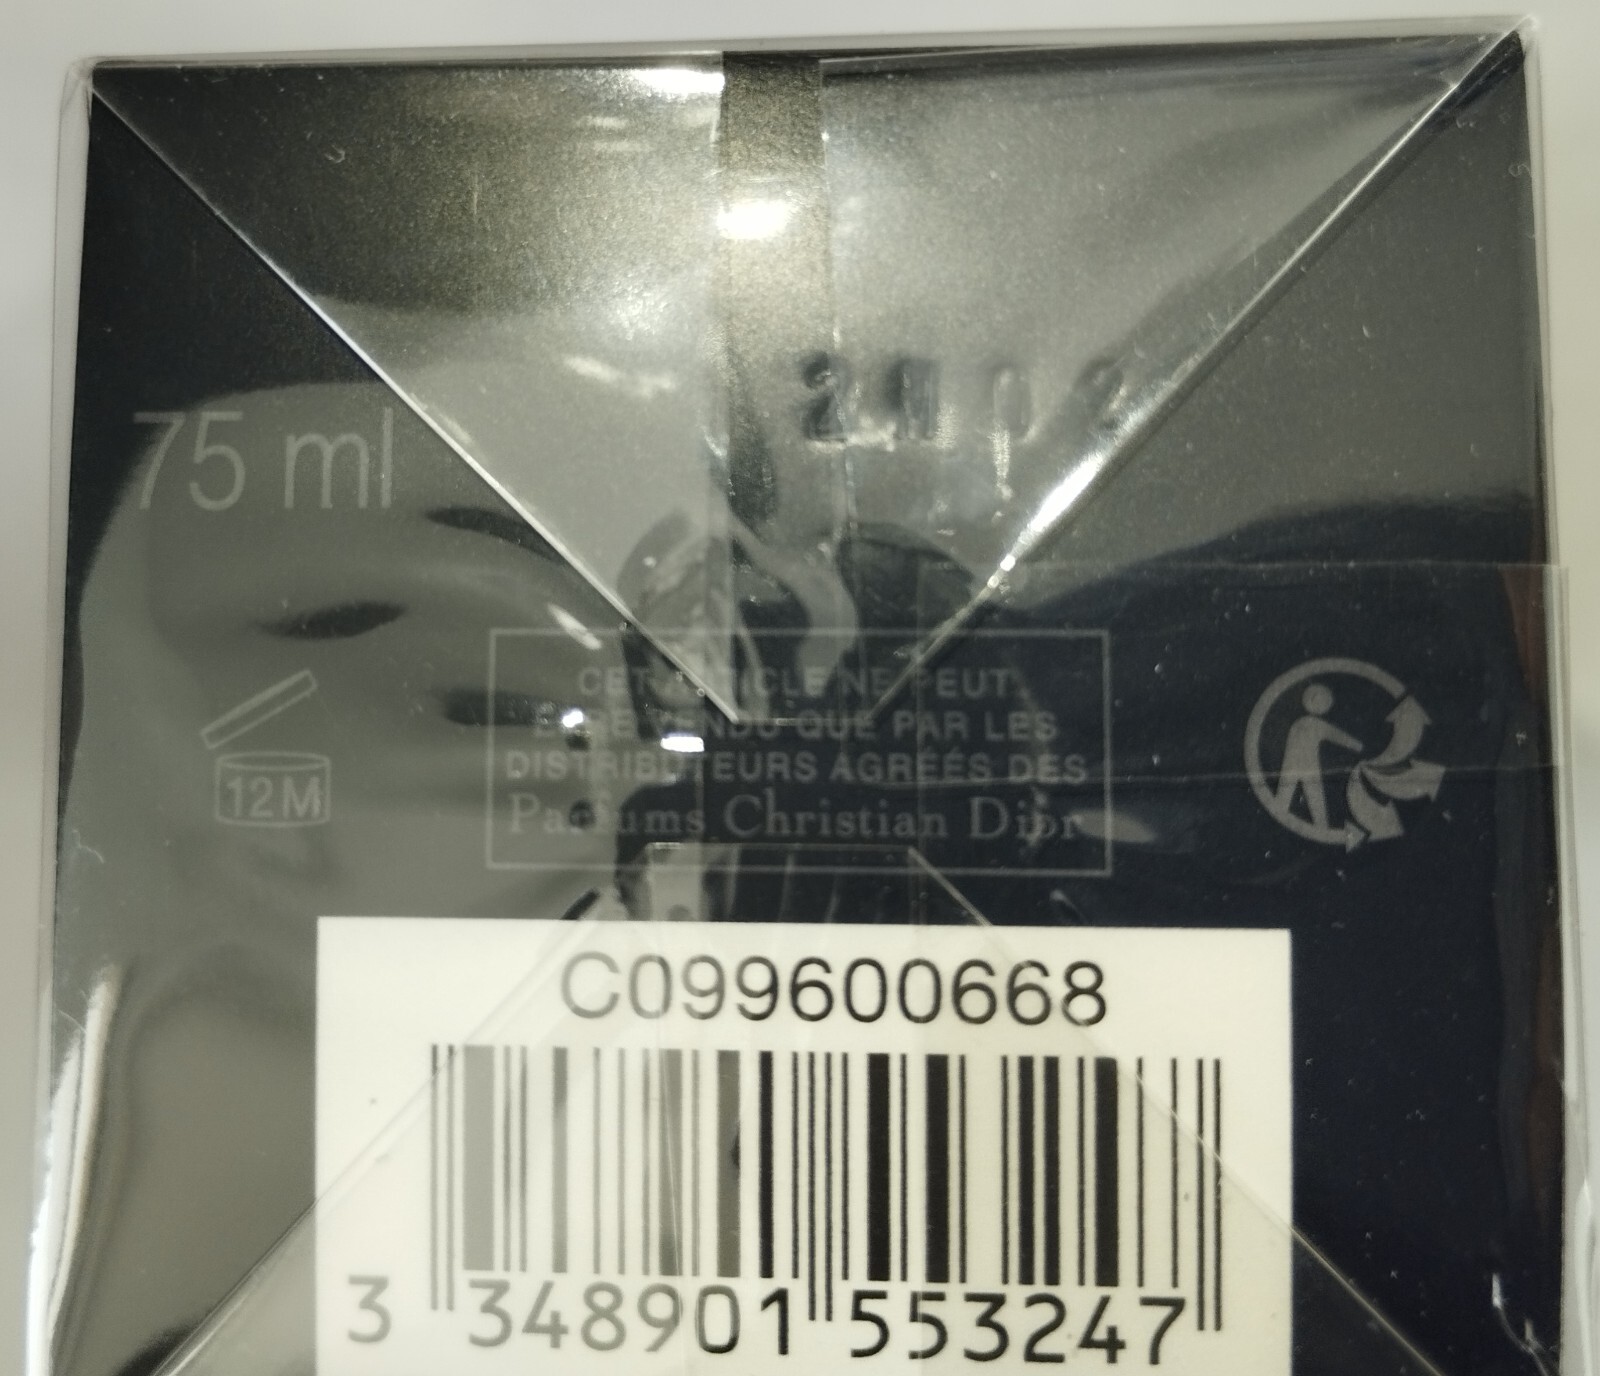 75 ml
12M
CET ARTICLE NE PEUT
ÊTRE VENDU QUE PAR LES
DISTRIBUTEURS AGRÉÉS DES
Parfums Christian Dior
C099600668
3 348901 553247